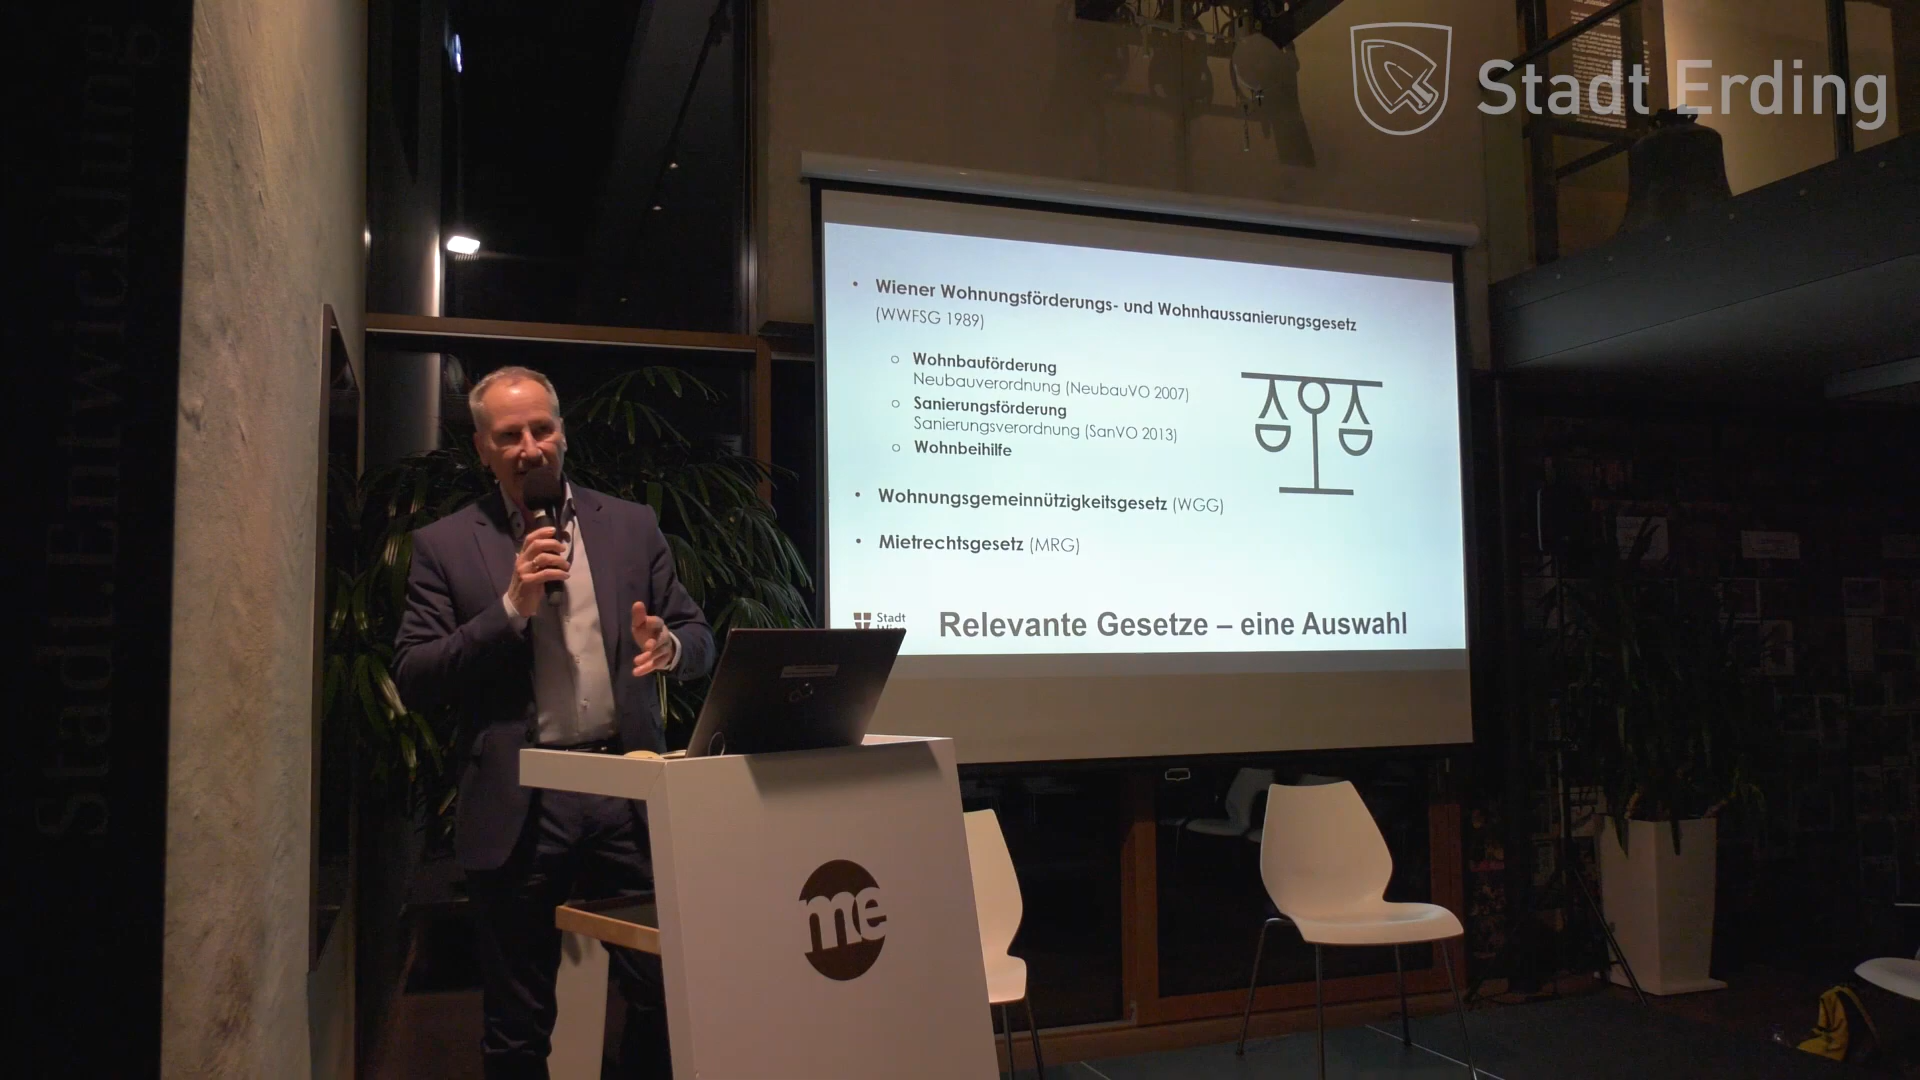 Stadt Erding
Stadt.Entwicklung
• Wiener Wohnungsförderungs- und Wohnhaussanierungsgesetz
(WWFSG 1989)
○ Wohnbauförderung
Neubauverordnung (NeubauVO 2007)
○ Sanierungsförderung
Sanierungsverordnung (SanVO 2013)
○ Wohnbeihilfe
• Wohnungsgemeinnützigkeitsgesetz (WGG)
• Mietrechtsgesetz (MRG)
Stadt
Relevante Gesetze – eine Auswahl
me